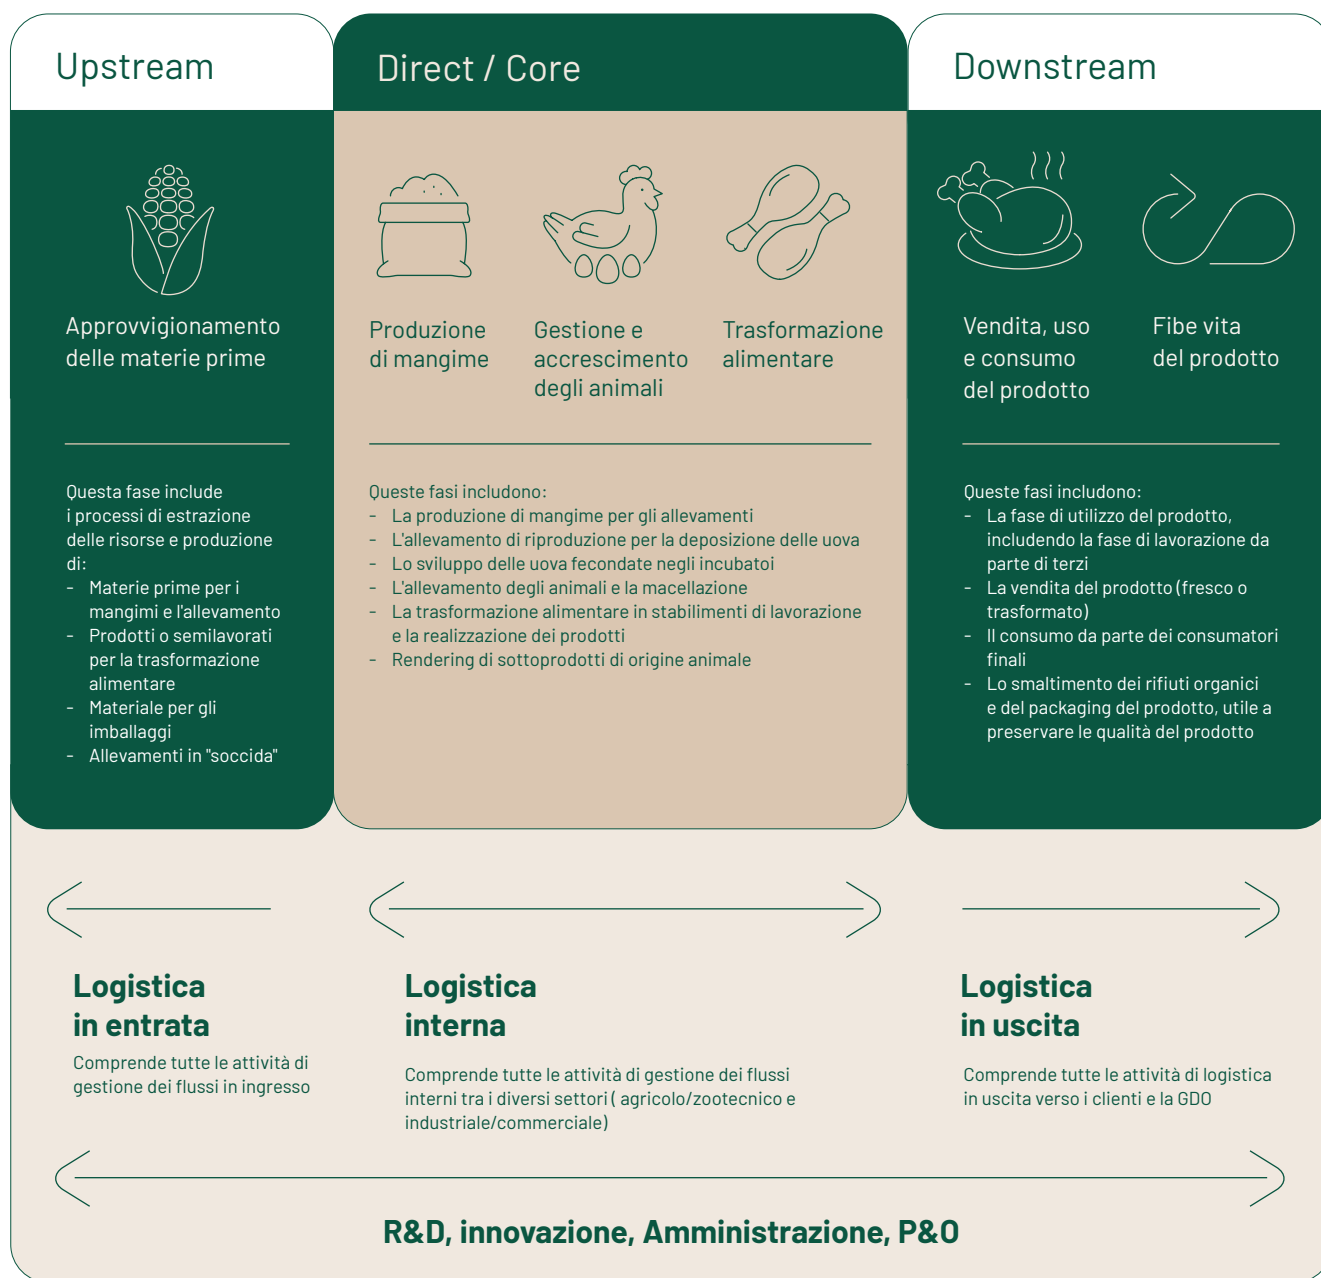 Upstream
Direct / Core
Downstream
Approvvigionamento
delle materie prime
Produzione
di mangime
Gestione e
accrescimento
degli animali
Trasformazione
alimentare
Vendita, uso
e consumo
del prodotto
Fibe vita
del prodotto
Questa fase include
i processi di estrazione
delle risorse e produzione
di:
- Materie prime per i
mangimi e l'allevamento
- Prodotti o semilavorati
per la trasformazione
alimentare
- Materiale per gli
imballaggi
- Allevamenti in "soccida"
Queste fasi includono:
- La produzione di mangime per gli allevamenti
- L'allevamento di riproduzione per la deposizione delle uova
- Lo sviluppo delle uova fecondate negli incubatoi
- L'allevamento degli animali e la macellazione
- La trasformazione alimentare in stabilimenti di lavorazione
e la realizzazione dei prodotti
- Rendering di sottoprodotti di origine animale
Queste fasi includono:
- La fase di utilizzo del prodotto,
includendo la fase di lavorazione da
parte di terzi
- La vendita del prodotto (fresco o
trasformato)
- Il consumo da parte dei consumatori
finali
- Lo smaltimento dei rifiuti organici
e del packaging del prodotto, utile a
preservare le qualità del prodotto
Logistica
in entrata
Comprende tutte le attività di
gestione dei flussi in ingresso
Logistica
interna
Comprende tutte le attività di gestione dei flussi
interni tra i diversi settori ( agricolo/zootecnico e
industriale/commerciale)
Logistica
in uscita
Comprende tutte le attività di logistica
in uscita verso i clienti e la GDO
R&D, innovazione, Amministrazione, P&O